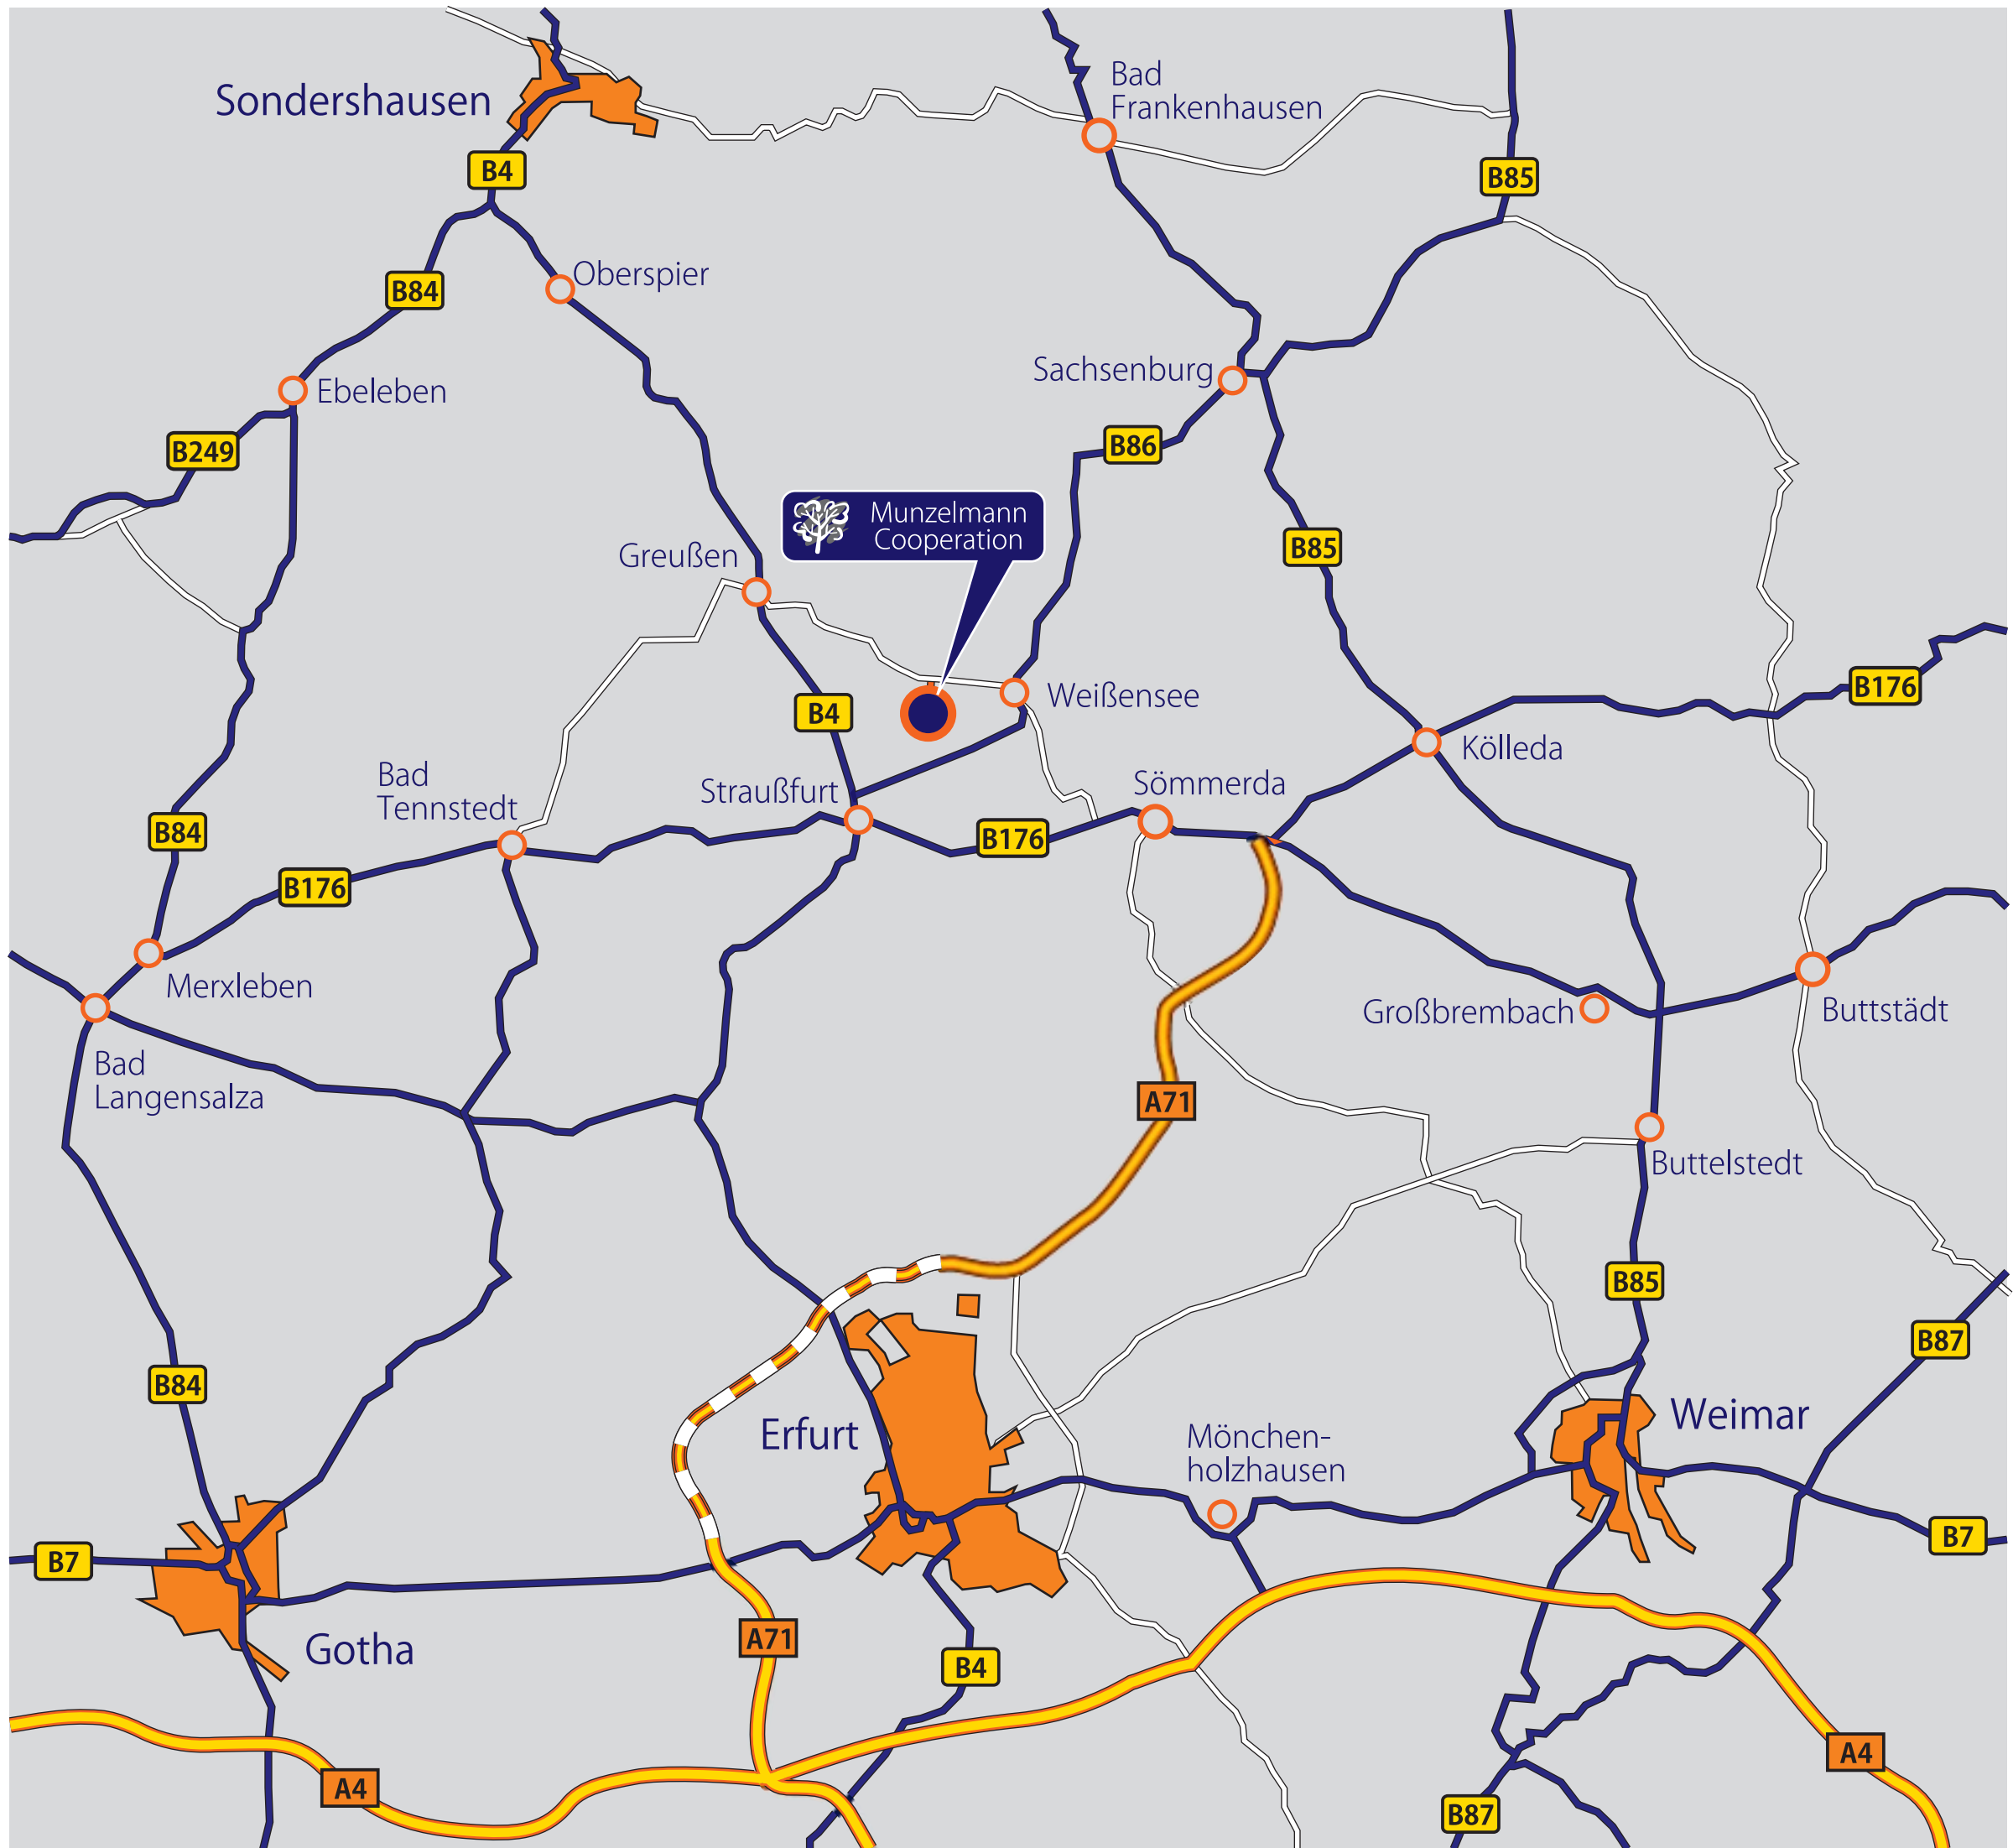 Bad
Frankenhausen
Sondershausen
B4
B85
Oberspier
B84
Sachsenburg
Ebeleben
B249
B86
Munzelmann
Cooperation
Greußen
B85
B4
Weißensee
B176
Kölleda
Bad
Tennstedt
Straußfurt
Sömmerda
B84
B176
B176
Merxleben
Großbrembach
Buttstädt
Bad
Langensalza
A71
Buttelstedt
B85
B87
B84
Erfurt
Weimar
Mönchen-
holzhausen
B7
B7
Gotha
A71
B4
A4
A4
B87